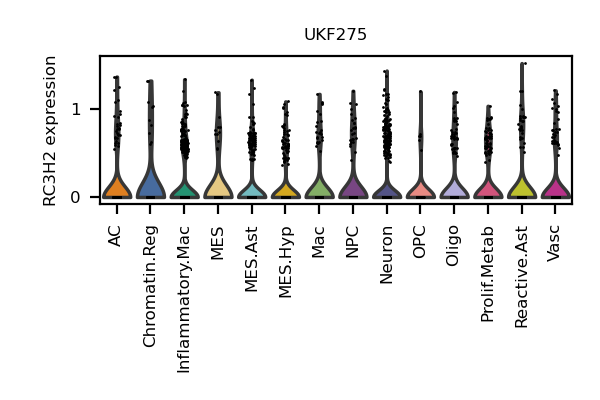 UKF275
RC3H2 expression
1
0
AC
Chromatin.Reg
Inflammatory.Mac
MES
MES.Ast
MES.Hyp
Mac
NPC
Neuron
OPC
Oligo
Prolif.Metab
Reactive.Ast
Vasc